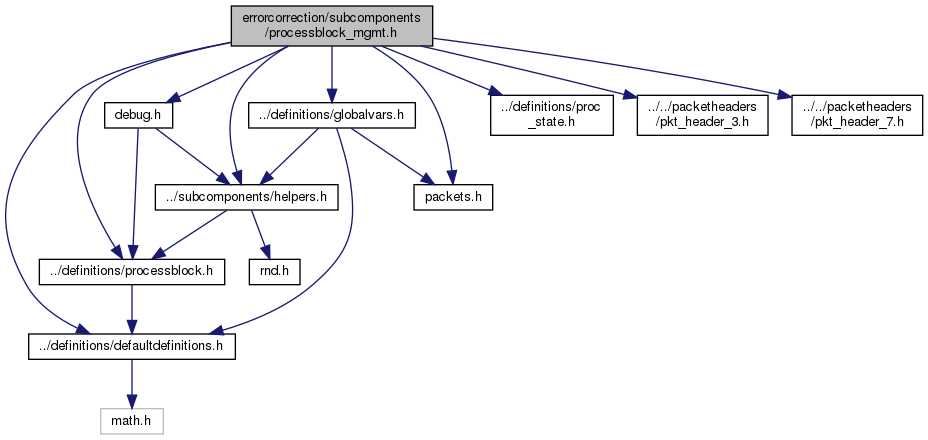 errorcorrection/subcomponents
/processblock_mgmt.h
debug.h
../definitions/globalvars.h
../definitions/proc
_state.h
../../packetheaders
/pkt_header_3.h
../../packetheaders
/pkt_header_7.h
../subcomponents/helpers.h
packets.h
../definitions/processblock.h
rnd.h
../definitions/defaultdefinitions.h
math.h